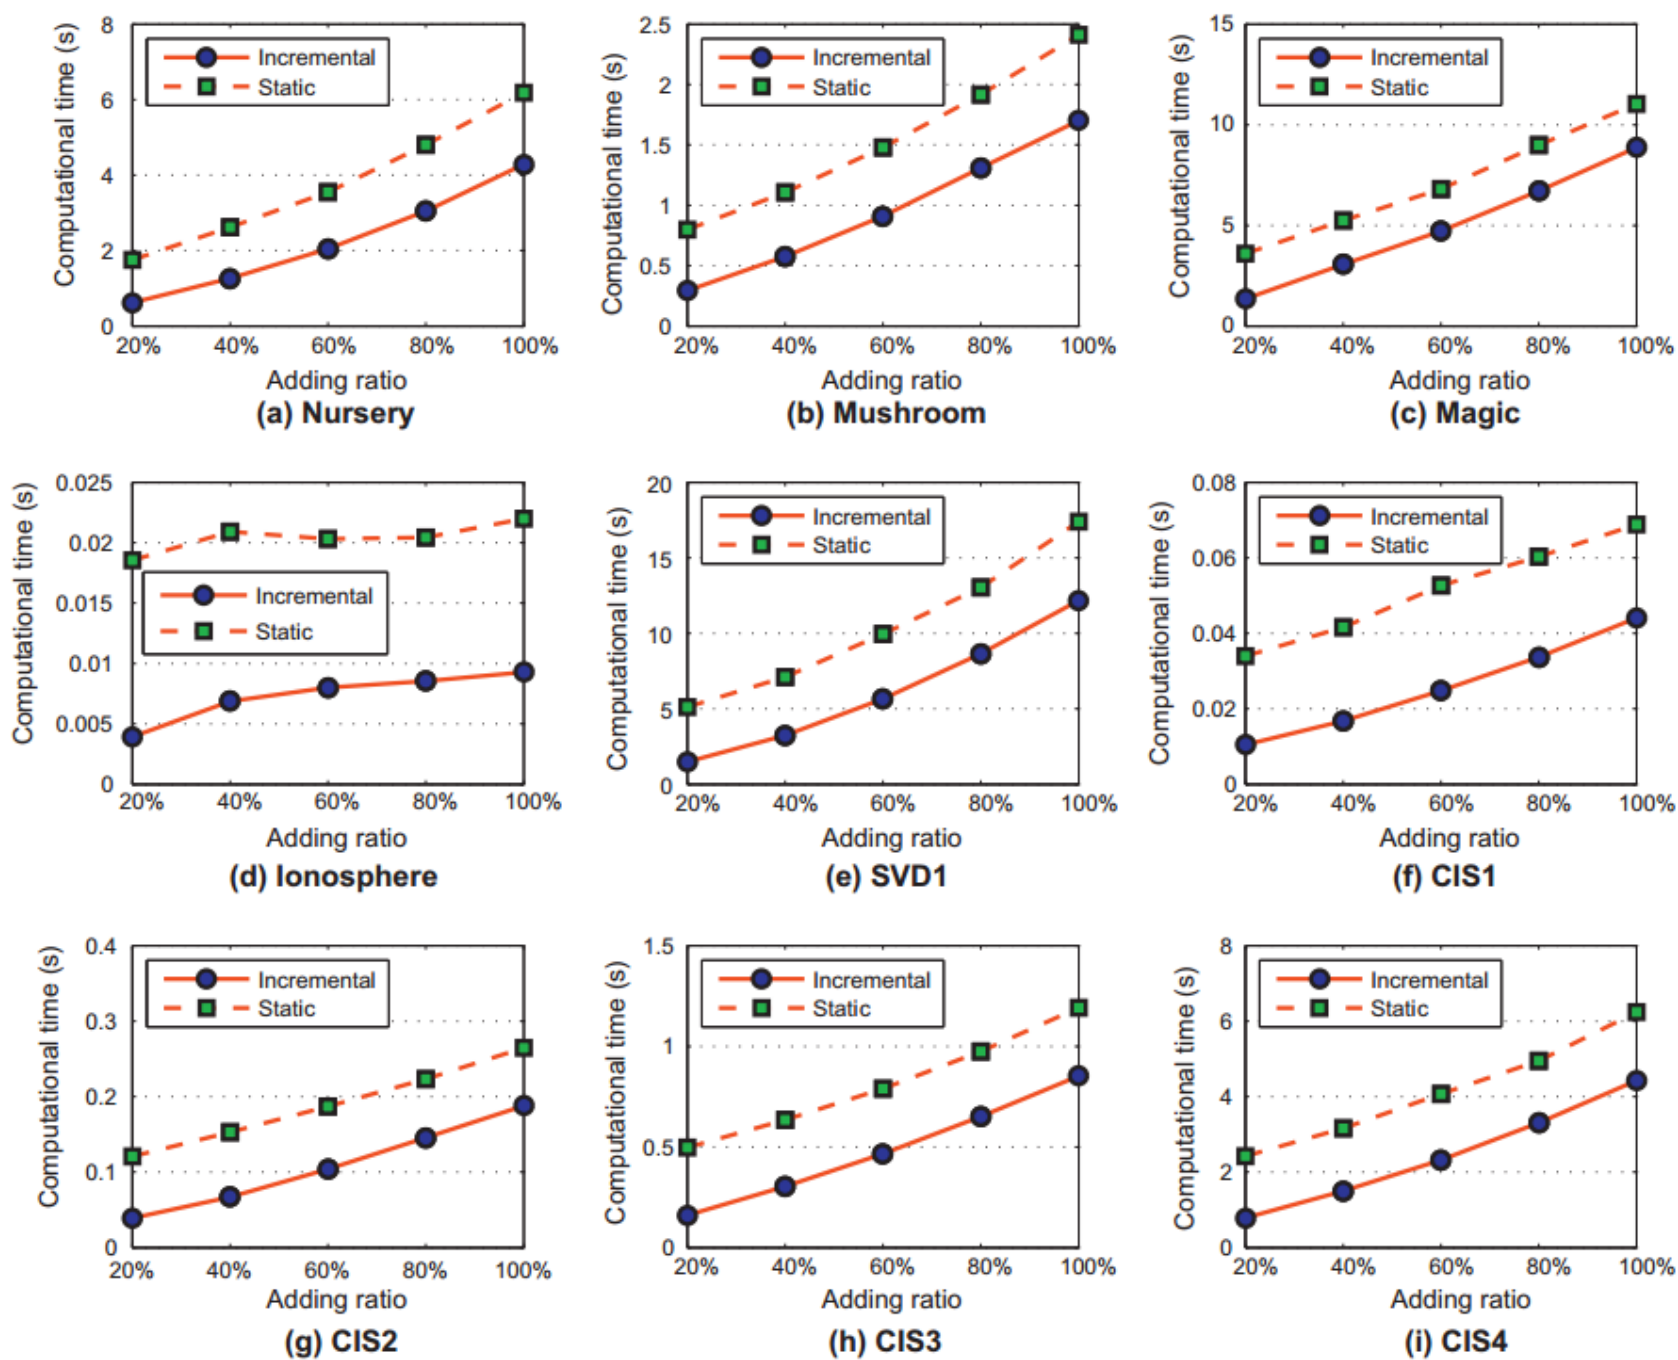 Computational time (s)
8
6
4
2
0
Incremental
Static
20% 40% 60% 80% 100%
Adding ratio
(a) Nursery
Computational time (s)
2.5
2
1.5
1
0.5
0
Incremental
Static
20% 40% 60% 80% 100%
Adding ratio
(b) Mushroom
Computational time (s)
15
10
5
0
Incremental
Static
20% 40% 60% 80% 100%
Adding ratio
(c) Magic
Computational time (s)
0.025
0.02
0.015
0.01
0.005
0
Incremental
Static
20% 40% 60% 80% 100%
Adding ratio
(d) Ionosphere
Computational time (s)
20
15
10
5
0
Incremental
Static
20% 40% 60% 80% 100%
Adding ratio
(e) SVD1
Computational time (s)
0.08
0.06
0.04
0.02
0
Incremental
Static
20% 40% 60% 80% 100%
Adding ratio
(f) CIS1
Computational time (s)
0.4
0.3
0.2
0.1
0
Incremental
Static
20% 40% 60% 80% 100%
Adding ratio
(g) CIS2
Computational time (s)
1.5
1
0.5
0
Incremental
Static
20% 40% 60% 80% 100%
Adding ratio
(h) CIS3
Computational time (s)
8
6
4
2
0
Incremental
Static
20% 40% 60% 80% 100%
Adding ratio
(i) CIS4